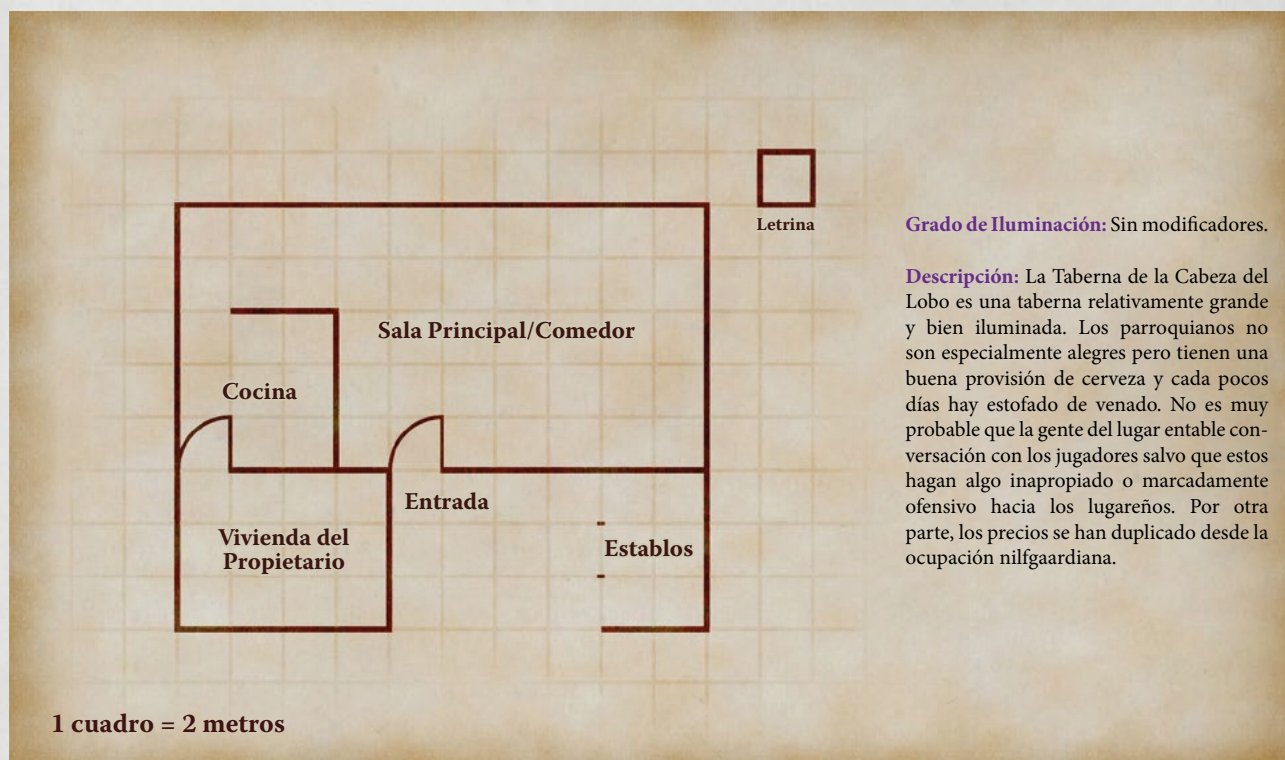 Letrina
Sala Principal/Comedor
Cocina
Entrada
Vivienda del
Propietario
Establos
1 cuadro = 2 metros
Grado de Iluminación: Sin modificadores.
Descripción: La Taberna de la Cabeza del
Lobo es una taberna relativamente grande
y bien iluminada. Los parroquianos no
son especialmente alegres pero tienen una
buena provisión de cerveza y cada pocos
días hay estofado de venado. No es muy
probable que la gente del lugar entable con-
versación con los jugadores salvo que estos
hagan algo inapropiado o marcadamente
ofensivo hacia los lugareños. Por otra
parte, los precios se han duplicado desde la
ocupación nilfgaardiana.